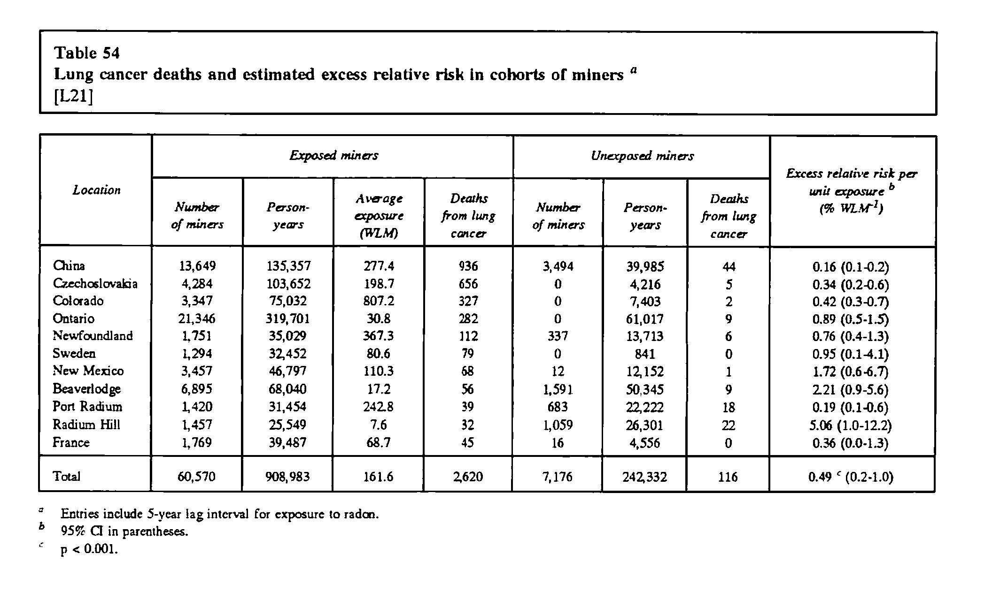 Table 54
Lung cancer deaths and estimated excess relative risk in cohorts of miners a
[L21]
Location
Exposed miners
Unexposed miners
Excess relative risk per unit exposure b (% WLM-1)
Number of miners
Person-years
Average exposure (WLM)
Deaths from lung cancer
Number of miners
Person-years
Deaths from lung cancer
China 13,649 135,357 277.4 936 3,494 39,985 44 0.16 (0.1-0.2)
Czechoslovakia 4,284 103,652 198.7 656 0 4,216 5 0.34 (0.2-0.6)
Colorado 3,347 75,032 807.2 327 0 7,403 2 0.42 (0.3-0.7)
Ontario 21,346 319,701 30.8 282 0 61,017 9 0.89 (0.5-1.5)
Newfoundland 1,751 35,029 367.3 112 337 13,713 6 0.76 (0.4-1.3)
Sweden 1,294 32,452 80.6 79 0 841 0 0.95 (0.1-4.1)
New Mexico 3,457 46,797 110.3 68 12 12,152 1 1.72 (0.6-6.7)
Beaverlodge 6,895 68,040 17.2 56 1,591 50,345 9 2.21 (0.9-5.6)
Port Radium 1,420 31,454 242.8 39 683 22,222 18 0.19 (0.1-0.6)
Radium Hill 1,457 25,549 7.6 32 1,059 26,301 22 5.06 (1.0-12.2)
France 1,769 39,487 68.7 45 16 4,556 0 0.36 (0.0-1.3)
Total 60,570 908,983 161.6 2,620 7,176 242,332 116 0.49 c (0.2-1.0)
a Entries include 5-year lag interval for exposure to radon.
b 95% CI in parentheses.
c p < 0.001.